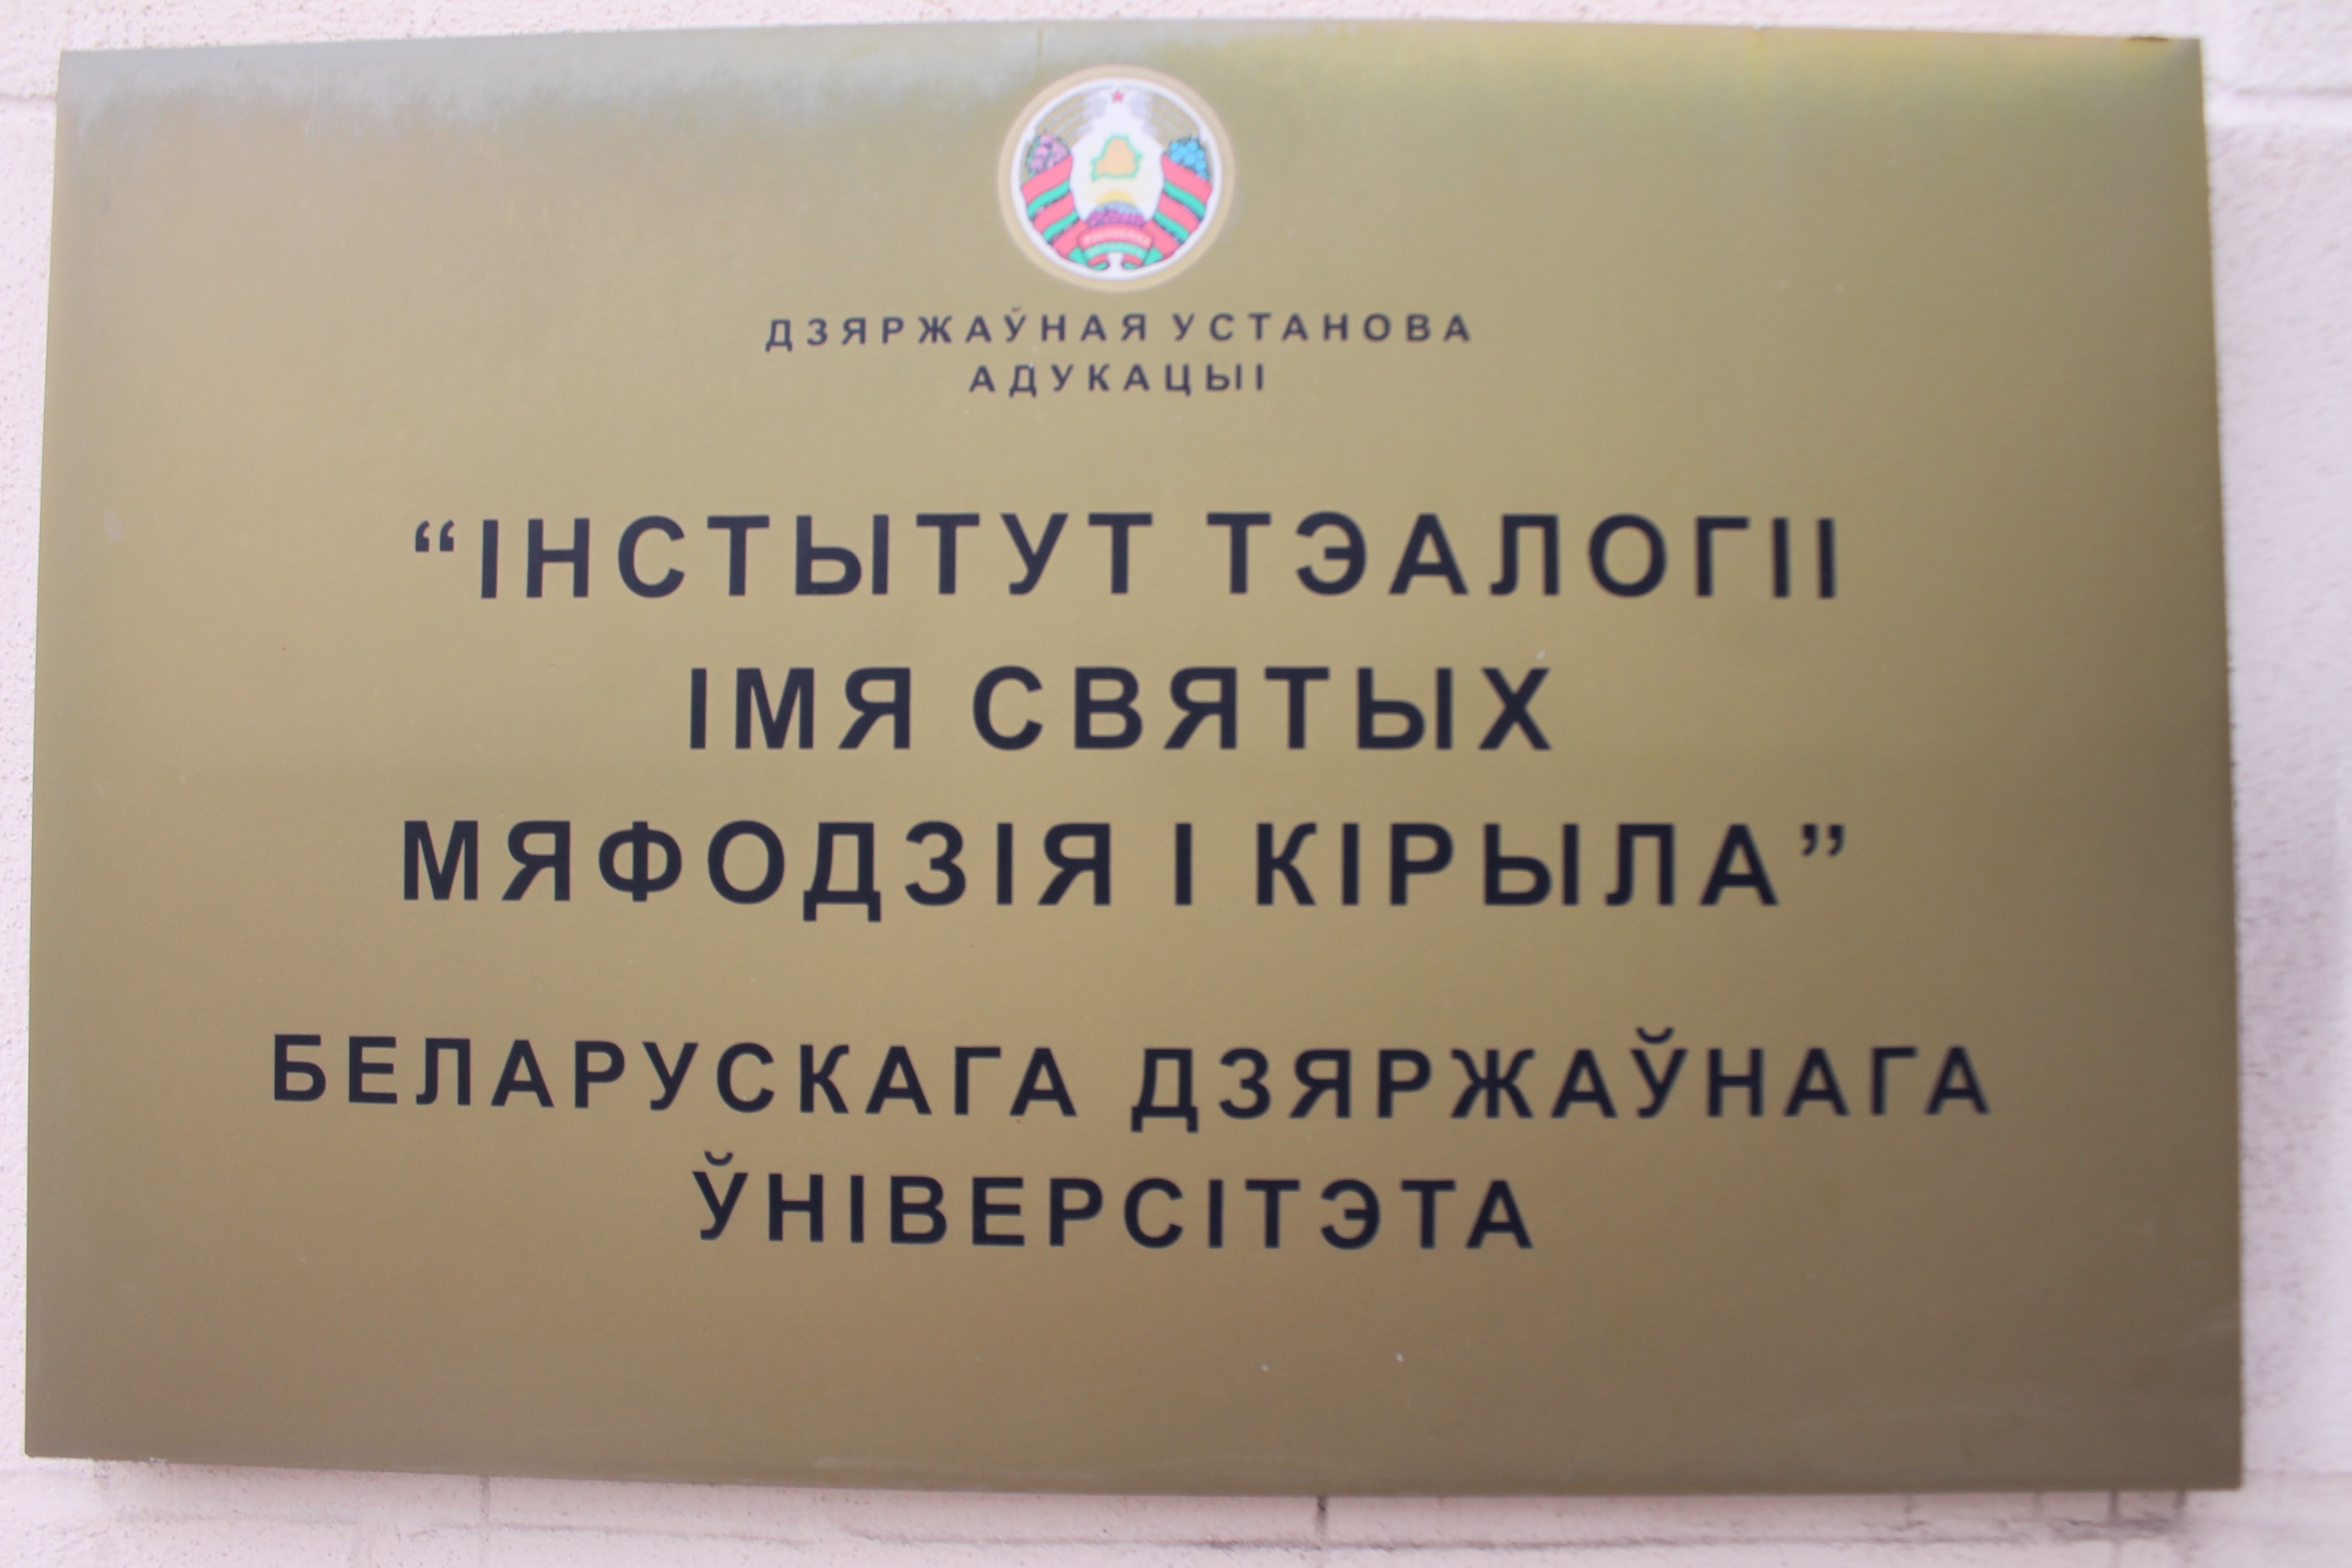 ДЗЯРЖАЎНАЯ УСТАНОВА
АДУКАЦЫІ
“ІНСТЫТУТ ТЭАЛОГІІ
ІМЯ СВЯТЫХ
МЯФОДЗІЯ І КІРЫЛА”
БЕЛАРУСКАГА ДЗЯРЖАЎНАГА
ЎНІВЕРСІТЭТА